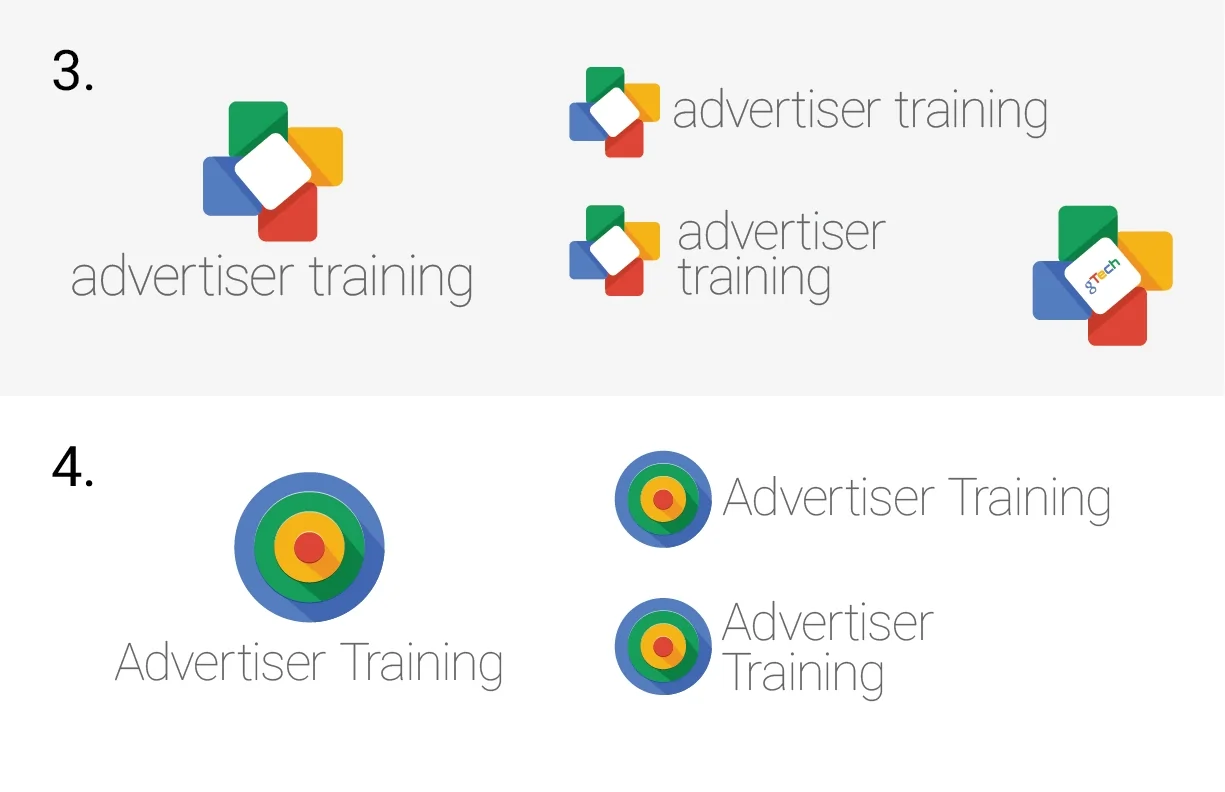 3.
advertiser training
advertiser training
advertiser
training
gTech
4.
Advertiser Training
Advertiser Training
Advertiser
Training